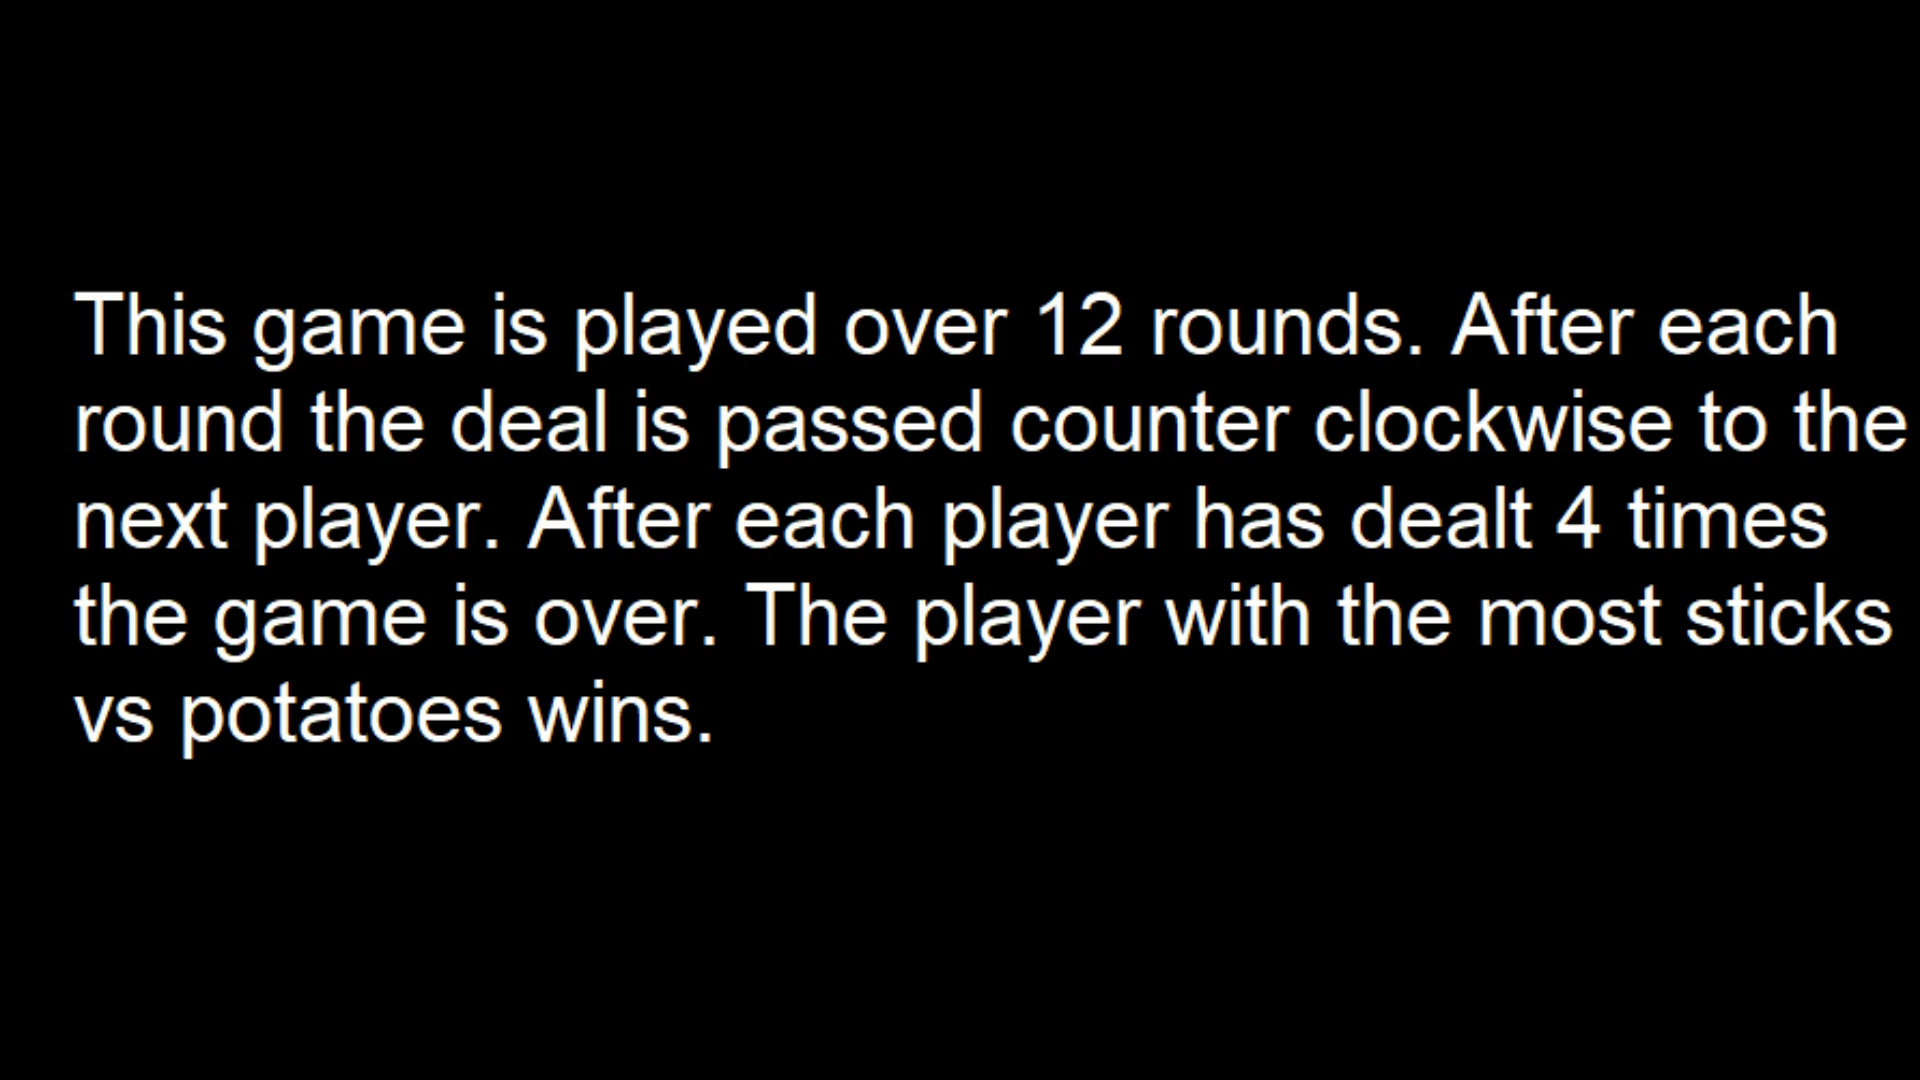 This game is played over 12 rounds. After each
round the deal is passed counter clockwise to the
next player. After each player has dealt 4 times
the game is over. The player with the most sticks
vs potatoes wins.